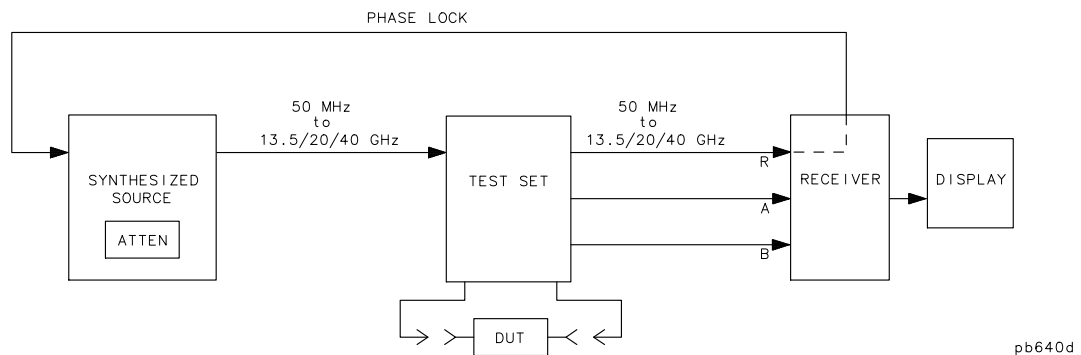 PHASE LOCK
50 MHz
to
13.5/20/40 GHz
50 MHz
to
13.5/20/40 GHz
SYNTHESIZED
SOURCE
ATTEN
TEST SET
R
A
B
RECEIVER
DISPLAY
DUT
pb640d